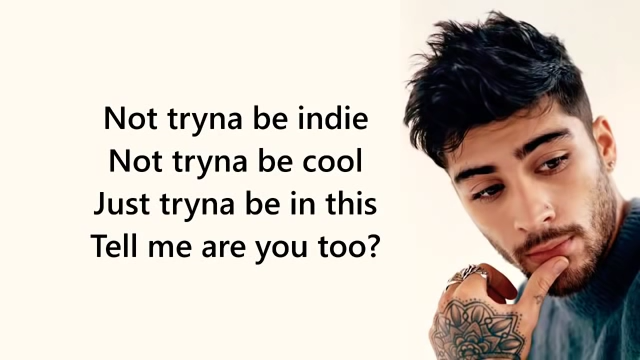 Not tryna be indie
Not tryna be cool
Just tryna be in this
Tell me are you too?